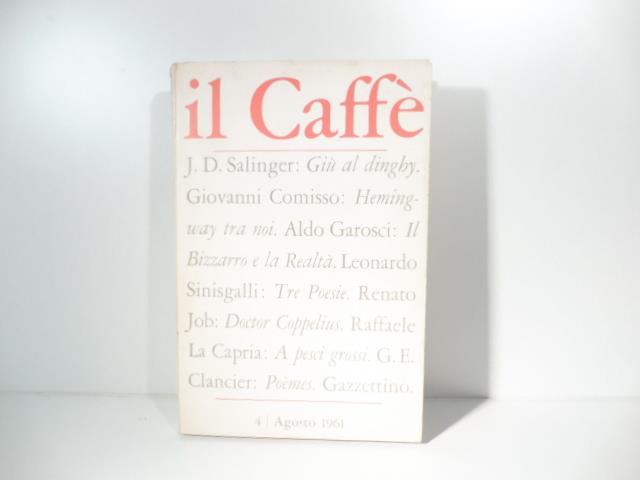 il Caffè
J. D. Salinger: Giù al dinghy.
Giovanni Comisso: Heming-
way tra noi. Aldo Garosci: Il
Bizzarro e la Realtà. Leonardo
Sinisgalli: Tre Poesie. Renato
Job: Doctor Coppelius. Raffaele
La Capria: A pesci grossi. G. E.
Clancier: Poèmes. Gazzettino.
4 | Agosto 1961